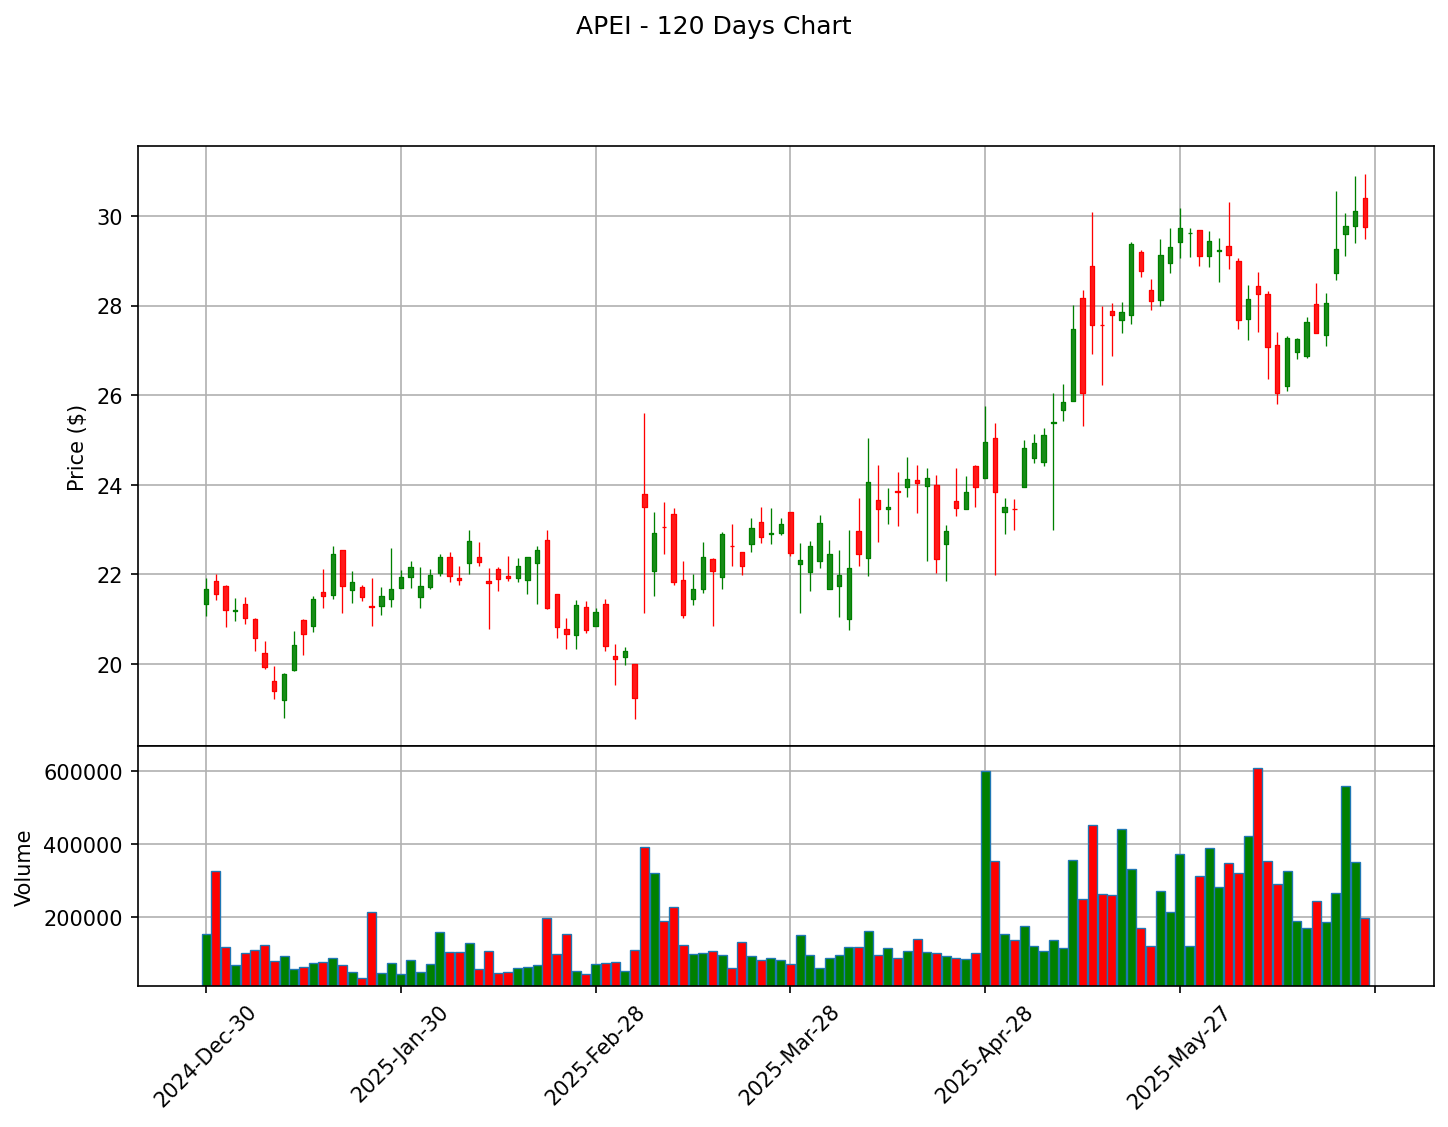 APEI - 120 Days Chart
Price ($)
30
28
26
24
22
20
Volume
600000
400000
200000
2024-Dec-30
2025-Jan-30
2025-Feb-28
2025-Mar-28
2025-Apr-28
2025-May-27